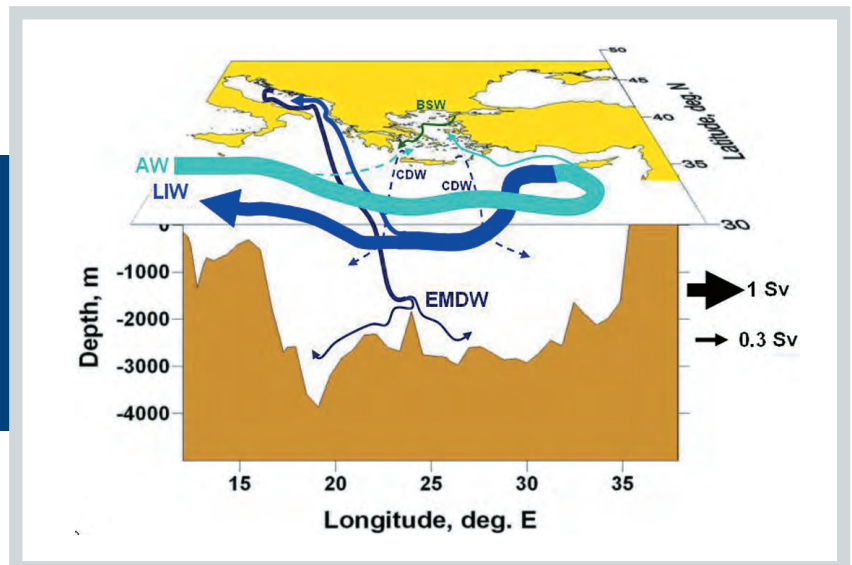 50
45
40
35
30
Latitude, deg. N
BSW
AW
CDW
CDW
LIW
0
-1000
EMDW
1 Sv
-2000
0.3 Sv
-3000
-4000
Depth, m
15 20 25 30 35
Longitude, deg. E